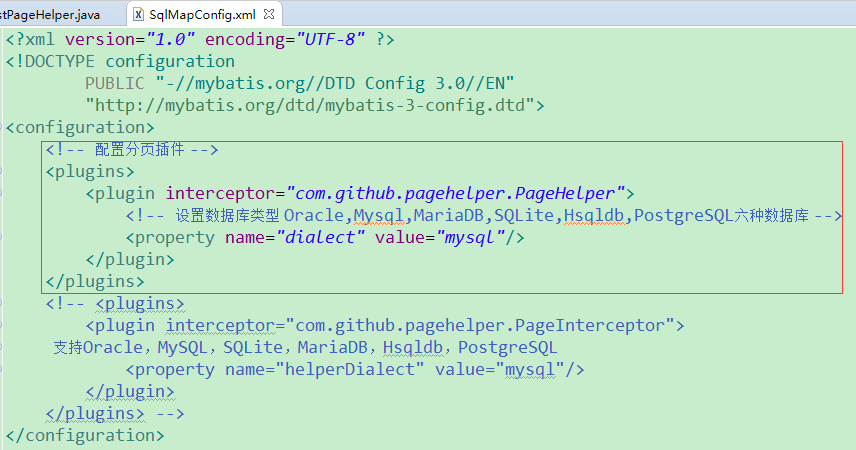 stPageHelper.java
SqlMapConfig.xml
<?xml version="1.0" encoding="UTF-8" ?>
<!DOCTYPE configuration
        PUBLIC "-//mybatis.org//DTD Config 3.0//EN"
        "http://mybatis.org/dtd/mybatis-3-config.dtd">
<configuration>
    <!-- 配置分页插件 -->
    <plugins>
        <plugin interceptor="com.github.pagehelper.PageHelper">
            <!-- 设置数据库类型 Oracle,Mysql,MariaDB,SQLite,Hsqldb,PostgreSQL六种数据库 -->
            <property name="dialect" value="mysql"/>
        </plugin>
    </plugins>
    <!-- <plugins>
        <plugin interceptor="com.github.pagehelper.PageInterceptor">
     支持Oracle，MySQL，SQLite，MariaDB，Hsqldb，PostgreSQL
            <property name="helperDialect" value="mysql"/>
        </plugin>
    </plugins> -->
</configuration>